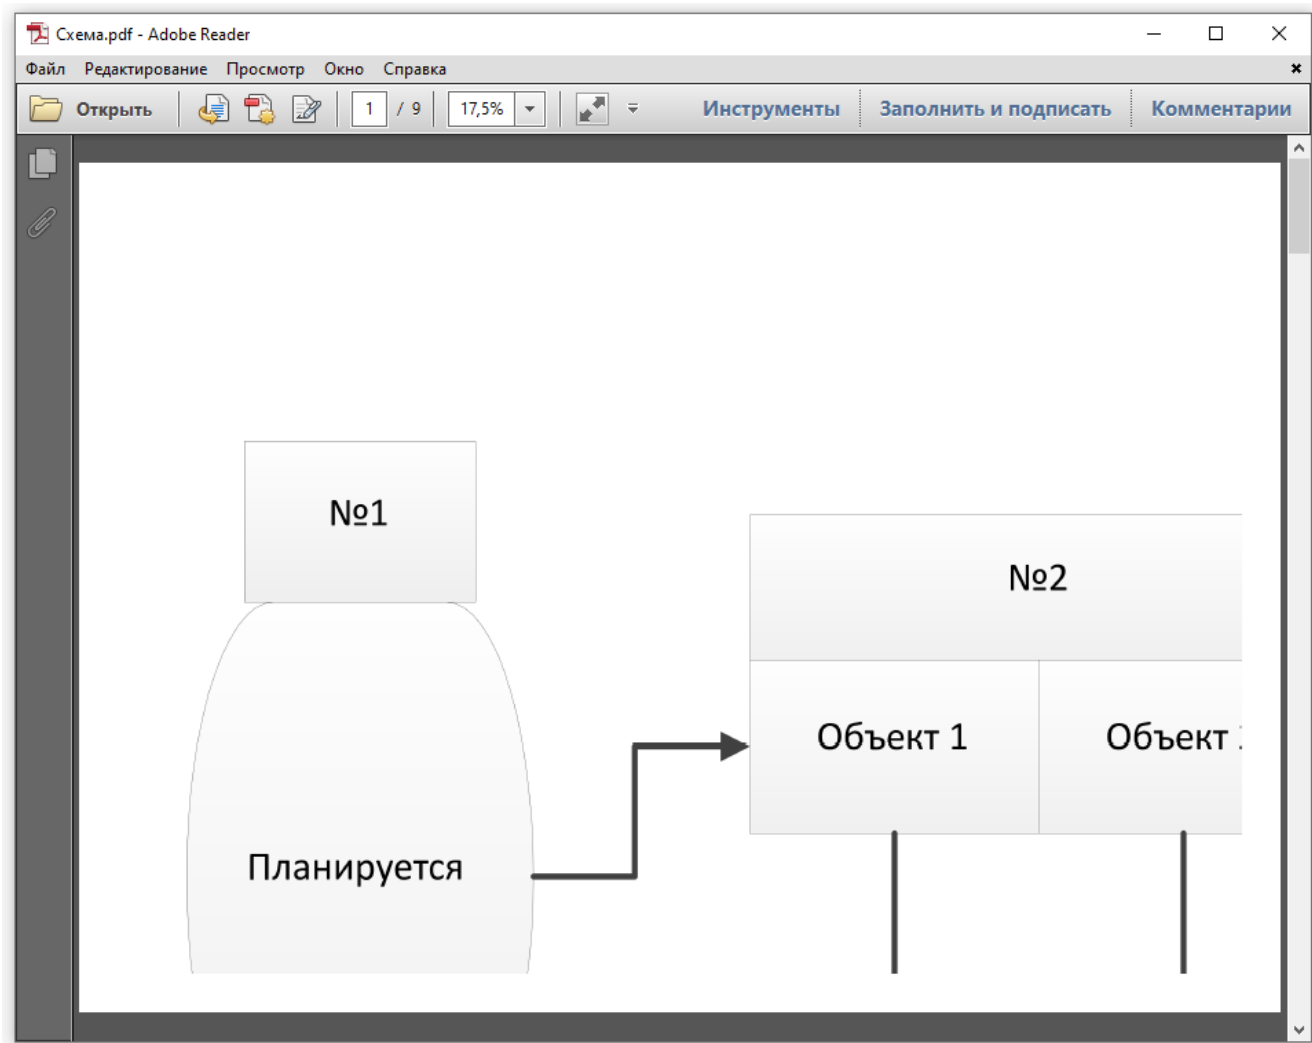 Схема.pdf - Adobe Reader
Файл Редактирование Просмотр Окно Справка
Открыть 1 / 9 17,5% Инструменты Заполнить и подписать Комментарии
№1
№2
Объект 1 Объект
Планируется